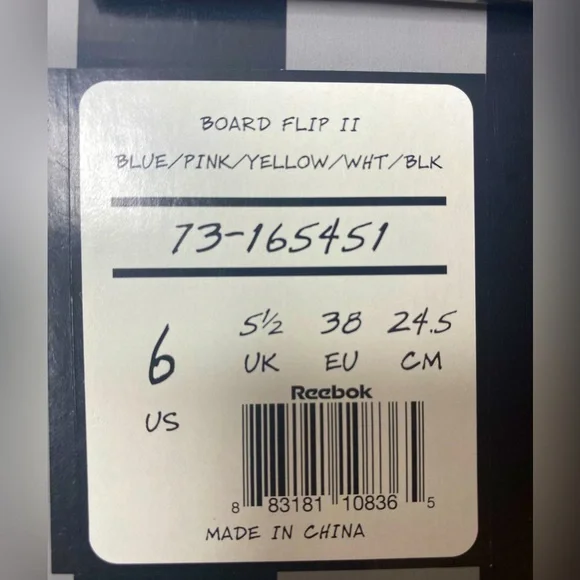 BOARD FLIP II
BLUE/PINK/YELLOW/WHT/BLK
73-165451
6 5½ 38 24.5
US UK EU CM
Reebok
8 83181 10836 5
MADE IN CHINA